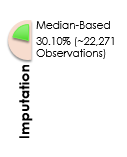 Median-Based
30.10% (~22,271
Observations)
Imputation